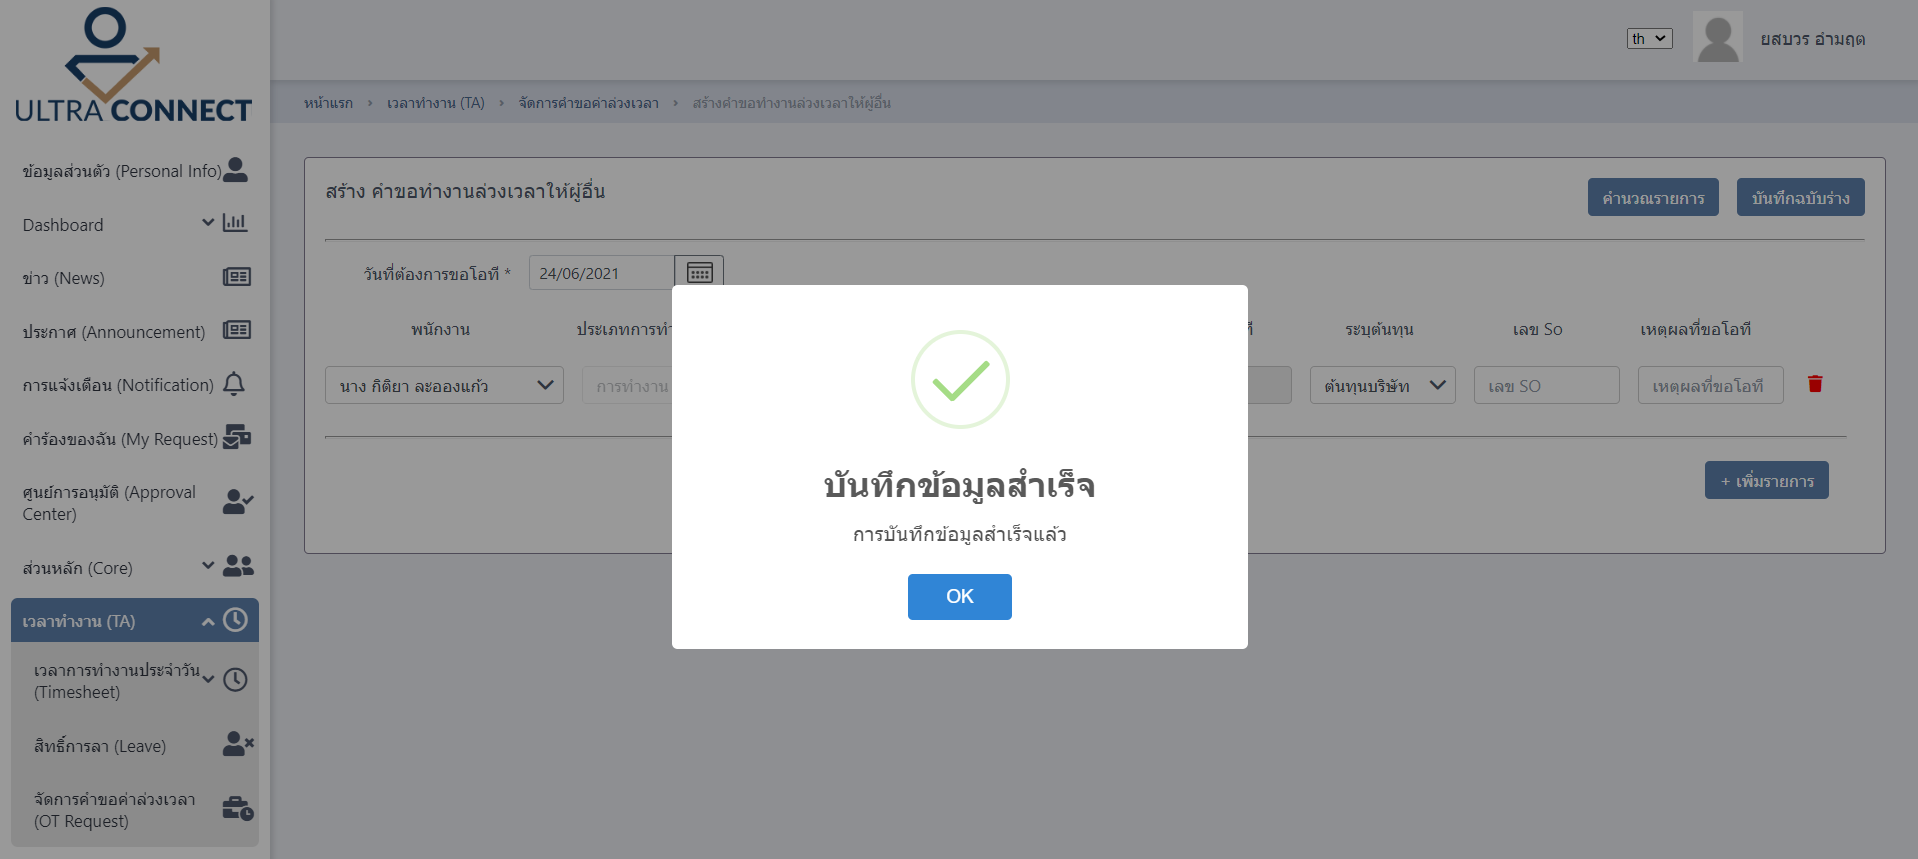 ULTRA CONNECT
th
ยสบวร อ่ามฤต
หน้าแรก › เวลาทำงาน (TA) › จัดการคำขอค่าล่วงเวลา › สร้างคำขอทำงานล่วงเวลาให้ผู้อื่น
ข้อมูลส่วนตัว (Personal Info)
Dashboard
ข่าว (News)
ประกาศ (Announcement)
การแจ้งเตือน (Notification)
คำร้องของฉัน (My Request)
ศูนย์การอนุมัติ (Approval
Center)
ส่วนหลัก (Core)
เวลาทำงาน (TA)
เวลาการทำงานประจำวัน
(Timesheet)
สิทธิ์การลา (Leave)
จัดการคำขอค่าล่วงเวลา
(OT Request)
สร้าง คำขอทำงานล่วงเวลาให้ผู้อื่น
คำนวณรายการ
บันทึกฉบับร่าง
วันที่ต้องการขอโอที *
24/06/2021
พนักงาน
ระบุต้นทุน
เลข So
เหตุผลที่ขอโอที
นาง กิติยา ละอองแก้ว
การทำงาน
ต้นทุนบริษัท
เลข SO
เหตุผลที่ขอโอที
+ เพิ่มรายการ
บันทึกข้อมูลสำเร็จ
การบันทึกข้อมูลสำเร็จแล้ว
OK